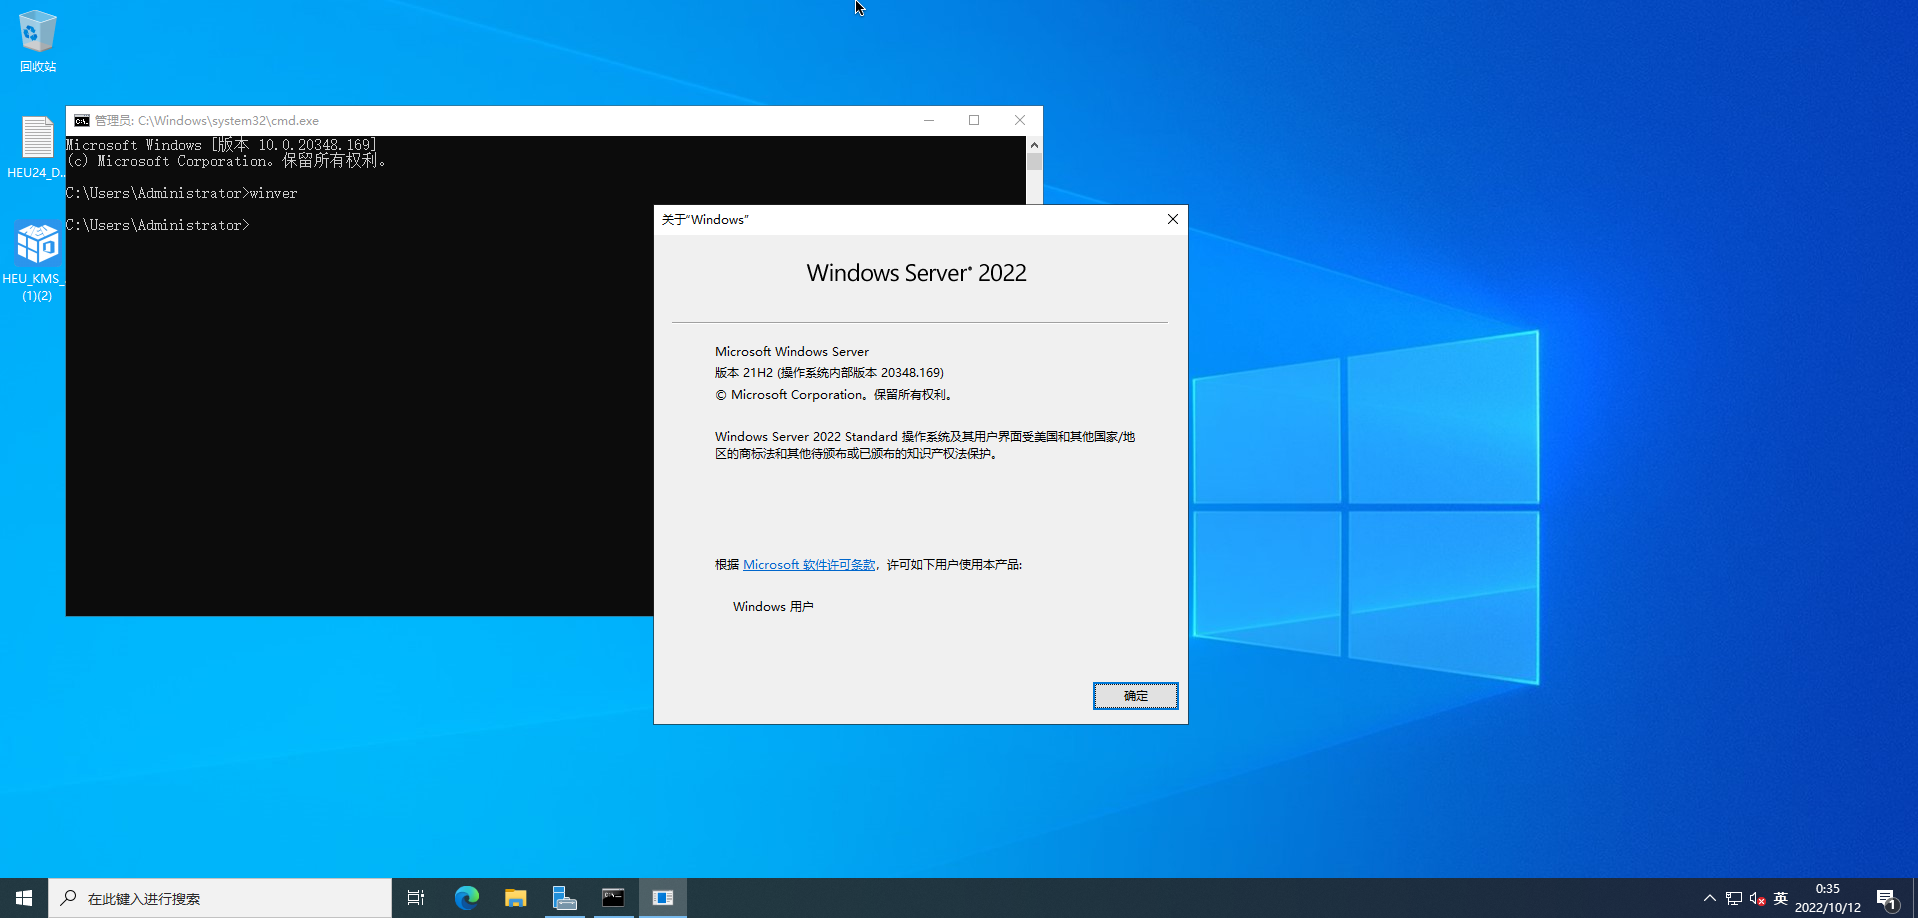 回收站
HEU24_D...
HEU_KMS_
(1)(2)
管理员: C:\Windows\system32\cmd.exe
Microsoft Windows [版本 10.0.20348.169]
(c) Microsoft Corporation。保留所有权利。
C:\Users\Administrator>winver
C:\Users\Administrator>
关于“Windows”
Windows Server® 2022
Microsoft Windows Server
版本 21H2 (操作系统内部版本 20348.169)
© Microsoft Corporation。保留所有权利。
Windows Server 2022 Standard 操作系统及其用户界面受美国和其他国家/地
区的商标法和其他待颁布或已颁布的知识产权法保护。
根据 Microsoft 软件许可条款，许可如下用户使用本产品:
Windows 用户
确定
在此键入进行搜索
英
0:35
2022/10/12
1